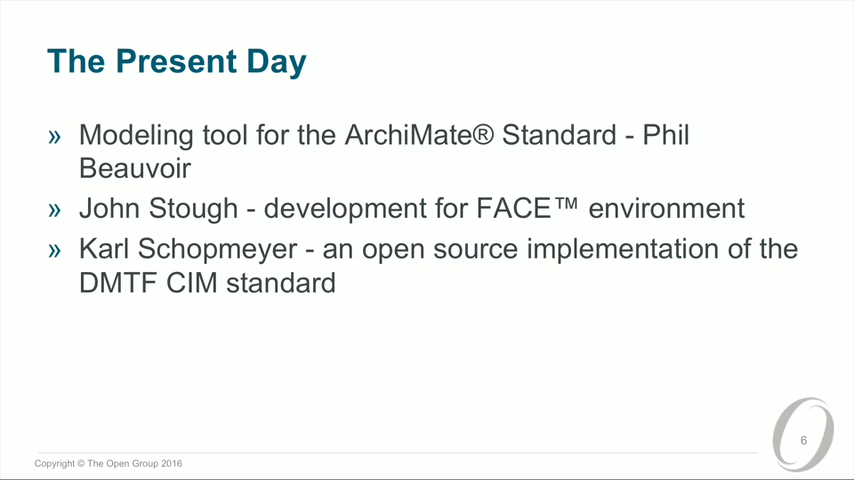 The Present Day
» Modeling tool for the ArchiMate® Standard - Phil
Beauvoir
» John Stough - development for FACE™ environment
» Karl Schopmeyer - an open source implementation of the
DMTF CIM standard
6
Copyright © The Open Group 2016